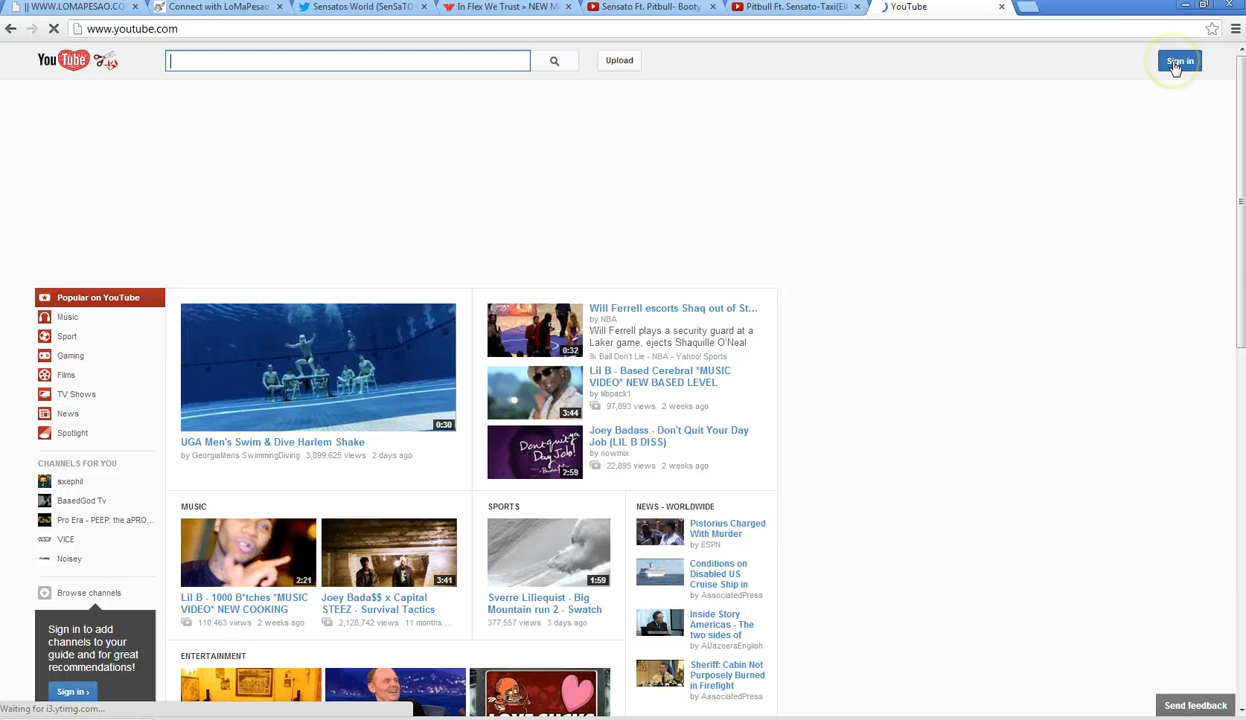 || WWW.LOMAPESAO.CO
Connect with LoMaPesao
Sensatos World (SenSaTO
In Flex We Trust » NEW M
Sensato Ft. Pitbull- Booty
Pitbull Ft. Sensato-Taxi(El
YouTube
www.youtube.com
YouTube
Upload
Sign in
Popular on YouTube
Music
Sport
Gaming
Films
TV Shows
News
Spotlight
CHANNELS FOR YOU
sxephil
BasedGod Tv
Pro Era - PEEP: the aPRO...
VICE
Noisey
Browse channels
Sign in to add
channels to your
guide and for great
recommendations!
Sign in ›
0:30
UGA Men's Swim & Dive Harlem Shake
by GeorgiaMens SwimmingDiving 3,899,625 views 2 days ago
0:32
Will Ferrell escorts Shaq out of St...
by NBA
Will Ferrell plays a security guard at a
Laker game, ejects Shaquille O'Neal
Ball Don't Lie - NBA - Yahoo! Sports
3:44
Lil B - Based Cerebral *MUSIC
VIDEO* NEW BASED LEVEL
by lilbpack1
97,893 views 2 weeks ago
Don't quit your day job
2:59
Joey Badass - Don't Quit Your Day
Job (LIL B DISS)
by nowmix
22,895 views 2 weeks ago
MUSIC
2:21
Lil B - 1000 B*tches *MUSIC
VIDEO* NEW COOKING
110,463 views 2 weeks ago
3:41
Joey Bada$$ x Capital
STEEZ - Survival Tactics
2,128,742 views 11 months ...
SPORTS
1:59
Sverre Liliequist - Big
Mountain run 2 - Swatch
377,557 views 3 days ago
NEWS - WORLDWIDE
Pistorius Charged
With Murder
by ESPN
Conditions on
Disabled US
Cruise Ship in
by AssociatedPress
Inside Story
Americas - The
two sides of
by AlJazeeraEnglish
Sheriff: Cabin Not
Purposely Burned
in Firefight
by AssociatedPress
ENTERTAINMENT
Send feedback
Waiting for i3.ytimg.com...